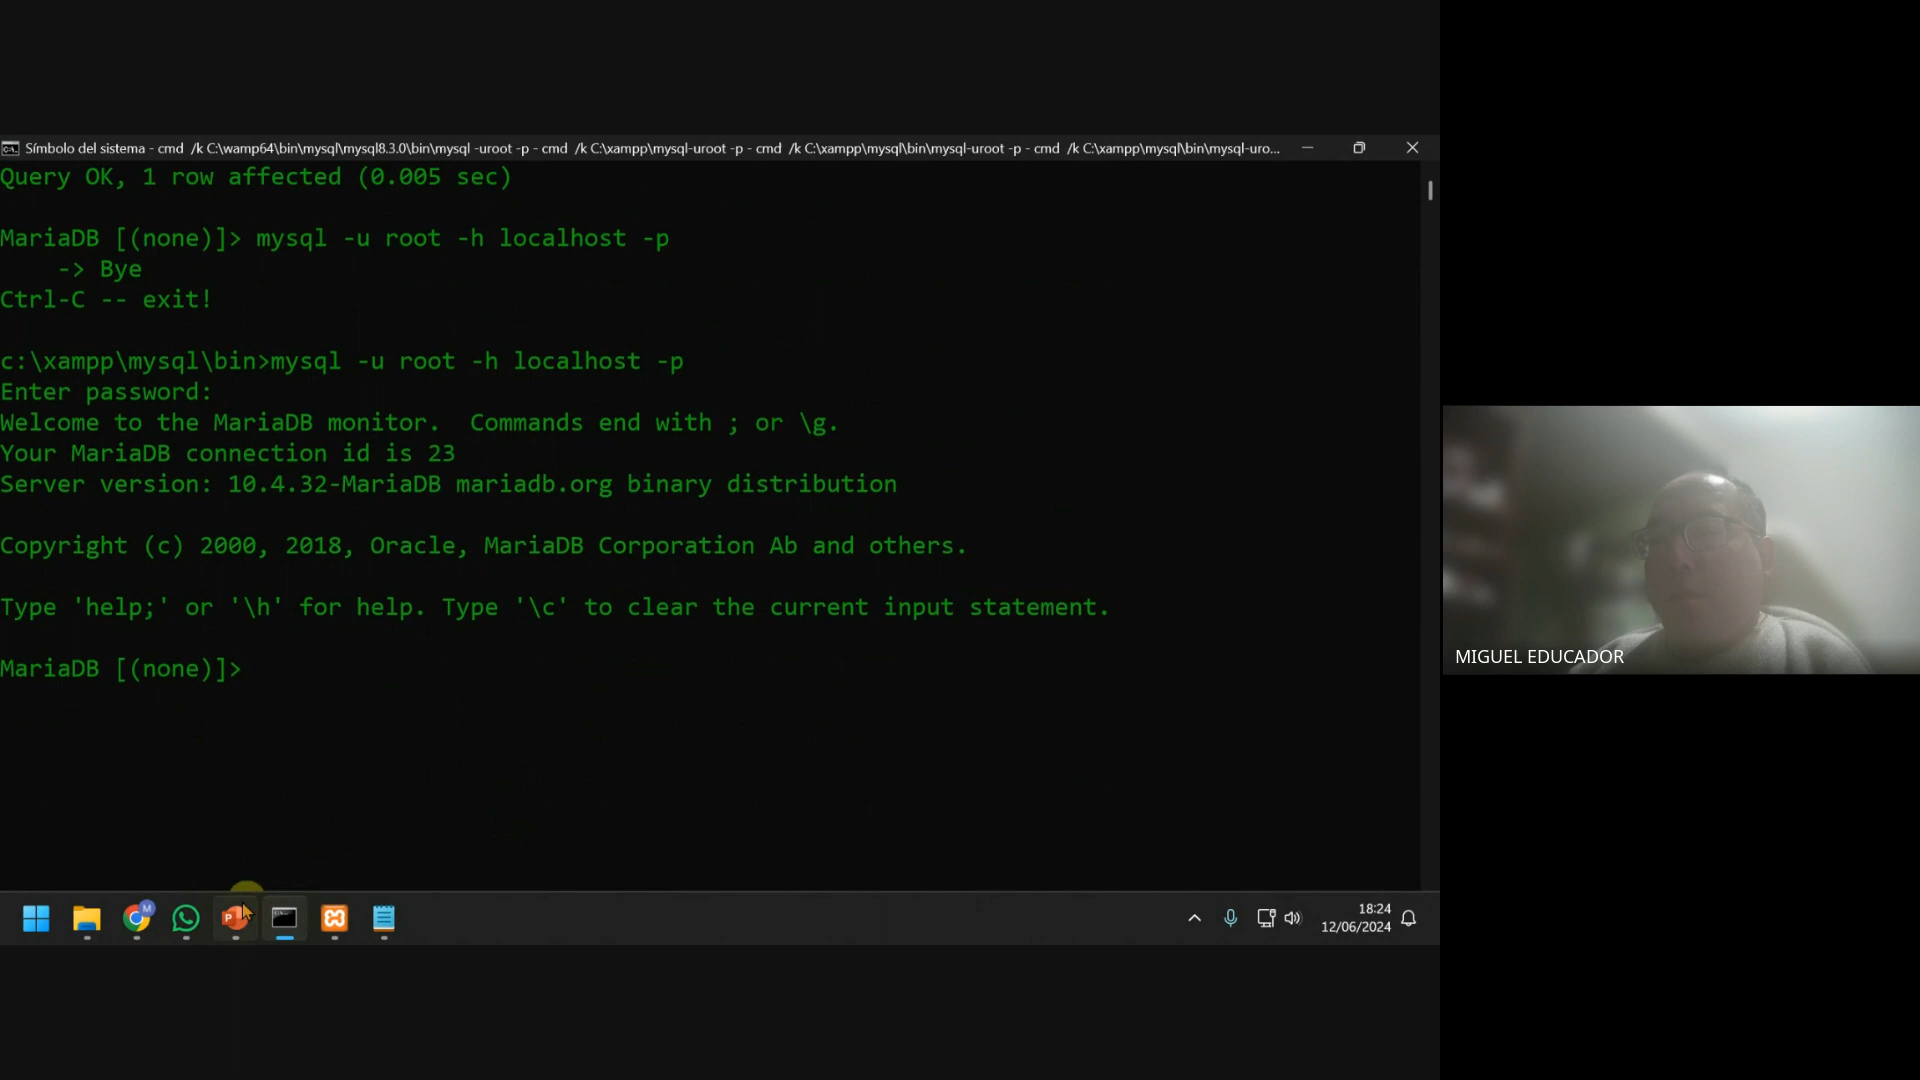 Símbolo del sistema - cmd /k C:\wamp64\bin\mysql\mysql8.3.0\bin\mysql -uroot -p - cmd /k C:\xampp\mysql-uroot -p - cmd /k C:\xampp\mysql\bin\mysql-uroot -p - cmd /k C:\xampp\mysql\bin\mysql-uro...
Query OK, 1 row affected (0.005 sec)
MariaDB [(none)]> mysql -u root -h localhost -p
-> Bye
Ctrl-C -- exit!
c:\xampp\mysql\bin>mysql -u root -h localhost -p
Enter password:
Welcome to the MariaDB monitor.  Commands end with ; or \g.
Your MariaDB connection id is 23
Server version: 10.4.32-MariaDB mariadb.org binary distribution
Copyright (c) 2000, 2018, Oracle, MariaDB Corporation Ab and others.
Type 'help;' or '\h' for help. Type '\c' to clear the current input statement.
MariaDB [(none)]>
MIGUEL EDUCADOR
18:24
12/06/2024